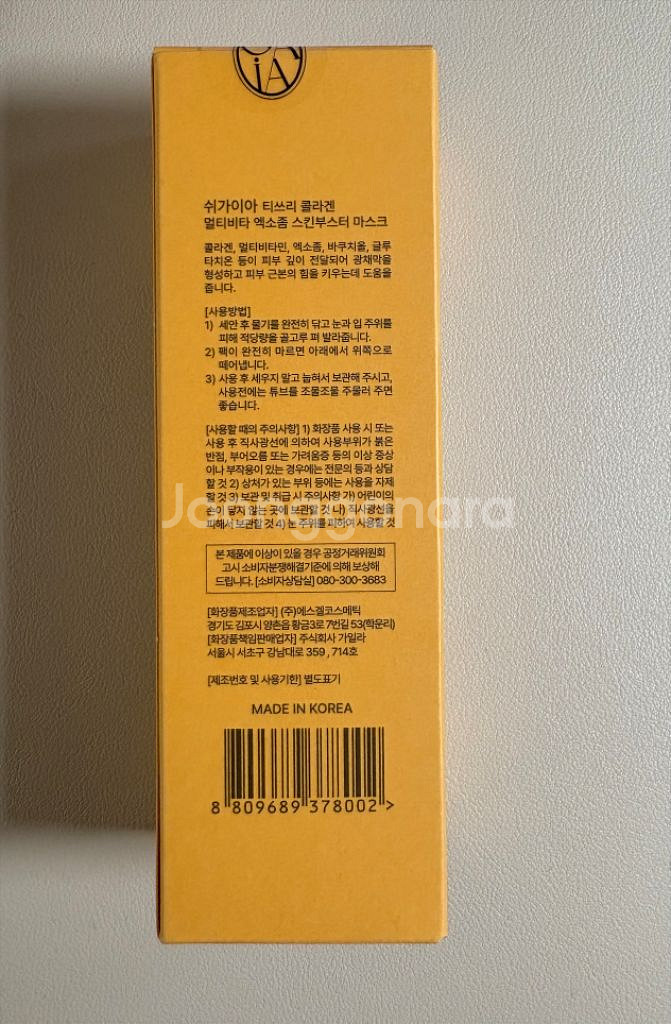 iA
쉬가이아 티쓰리 콜라겐
멀티비타 엑소좀 스킨부스터 마스크
콜라겐, 멀티비타민, 엑소좀, 바쿠치올, 글루
타치온 등이 피부 깊이 전달되어 광채막을
형성하고 피부 근본의 힘을 키우는데 도움을
줍니다.
[사용방법]
1) 세안 후 물기를 완전히 닦고 눈과 입 주위를
피해 적당량을 골고루 펴 발라줍니다.
2) 팩이 완전히 마르면 아래에서 위쪽으로
떼어냅니다.
3) 사용 후 세우지 말고 눕혀서 보관해 주시고,
사용전에는 튜브를 조물조물 주물러 주면
좋습니다.
[사용할 때의 주의사항] 1) 화장품 사용 시 또는
사용 후 직사광선에 의하여 사용부위가 붉은
반점, 부어오름 또는 가려움증 등의 이상 증상
이나 부작용이 있는 경우에는 전문의 등과 상담
할 것 2) 상처가 있는 부위 등에는 사용을 자제
할 것 3) 보관 및 취급 시 주의사항 가) 어린이의
손이 닿지 않는 곳에 보관할 것 나) 직사광선을
피해서 보관할 것 4) 눈 주위를 피하여 사용할 것
Joonggonara
본 제품에 이상이 있을 경우 공정거래위원회
고시 소비자분쟁해결기준에 의해 보상해
드립니다. [소비자상담실] 080-300-3683
[화장품제조업자] (주)에스겔코스메틱
경기도 김포시 양촌읍 황금3로 7번길 53(학운리)
[화장품책임판매업자] 주식회사 가일라
서울시 서초구 강남대로 359 , 714호
[제조번호 및 사용기한] 별도표기
MADE IN KOREA
8 809689 378002 >